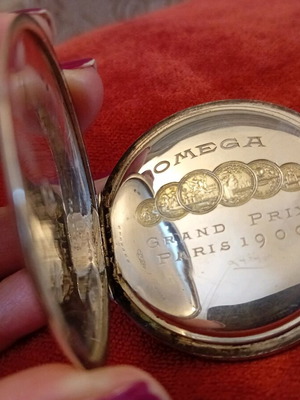 OMEGA
GRAND PRIX
PARIS 1900